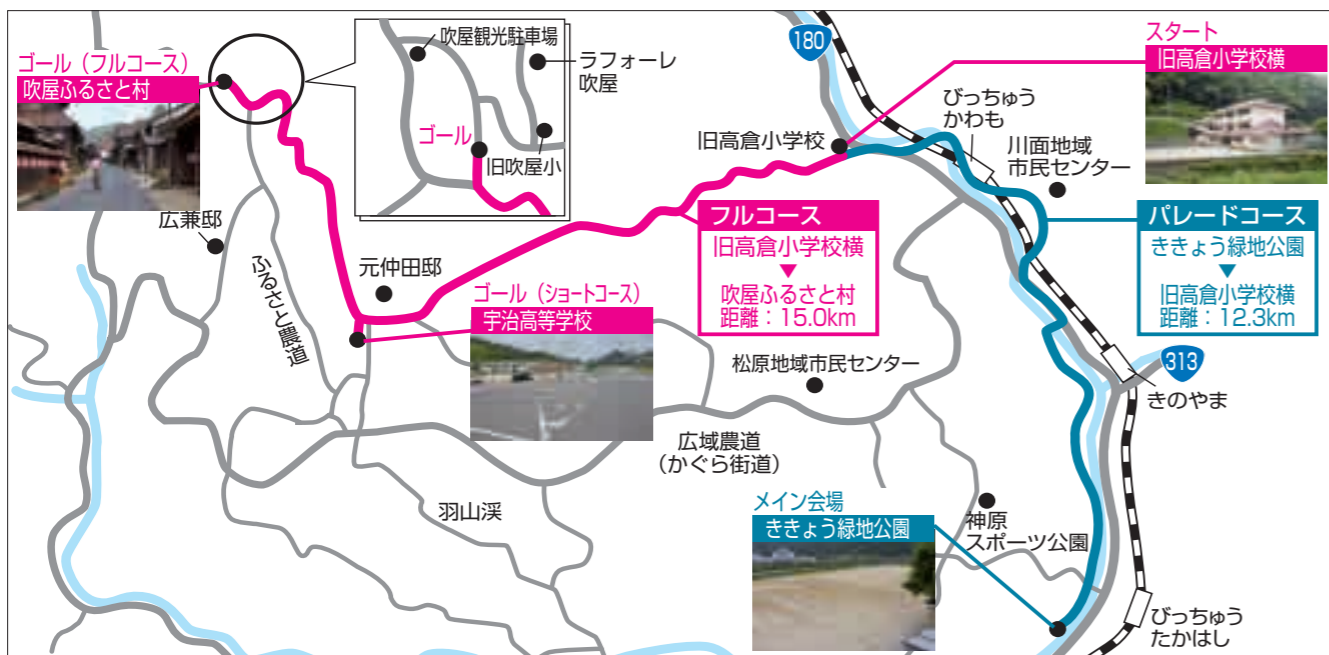 ゴール（フルコース）
吹屋ふるさと村
吹屋観光駐車場
ラフォーレ
吹屋
ゴール
旧吹屋小
180
スタート
旧高倉小学校横
びっちゅう
かわも
旧高倉小学校
川面地域
市民センター
フルコース
旧高倉小学校横
▼
吹屋ふるさと村
距離：15.0km
パレードコース
ききょう緑地公園
▼
旧高倉小学校横
距離：12.3km
広兼邸
ふるさと農道
元仲田邸
ゴール（ショートコース）
宇治高等学校
松原地域市民センター
313
きのやま
広域農道
（かぐら街道）
羽山渓
メイン会場
ききょう緑地公園
神原
スポーツ公園
びっちゅう
たかはし